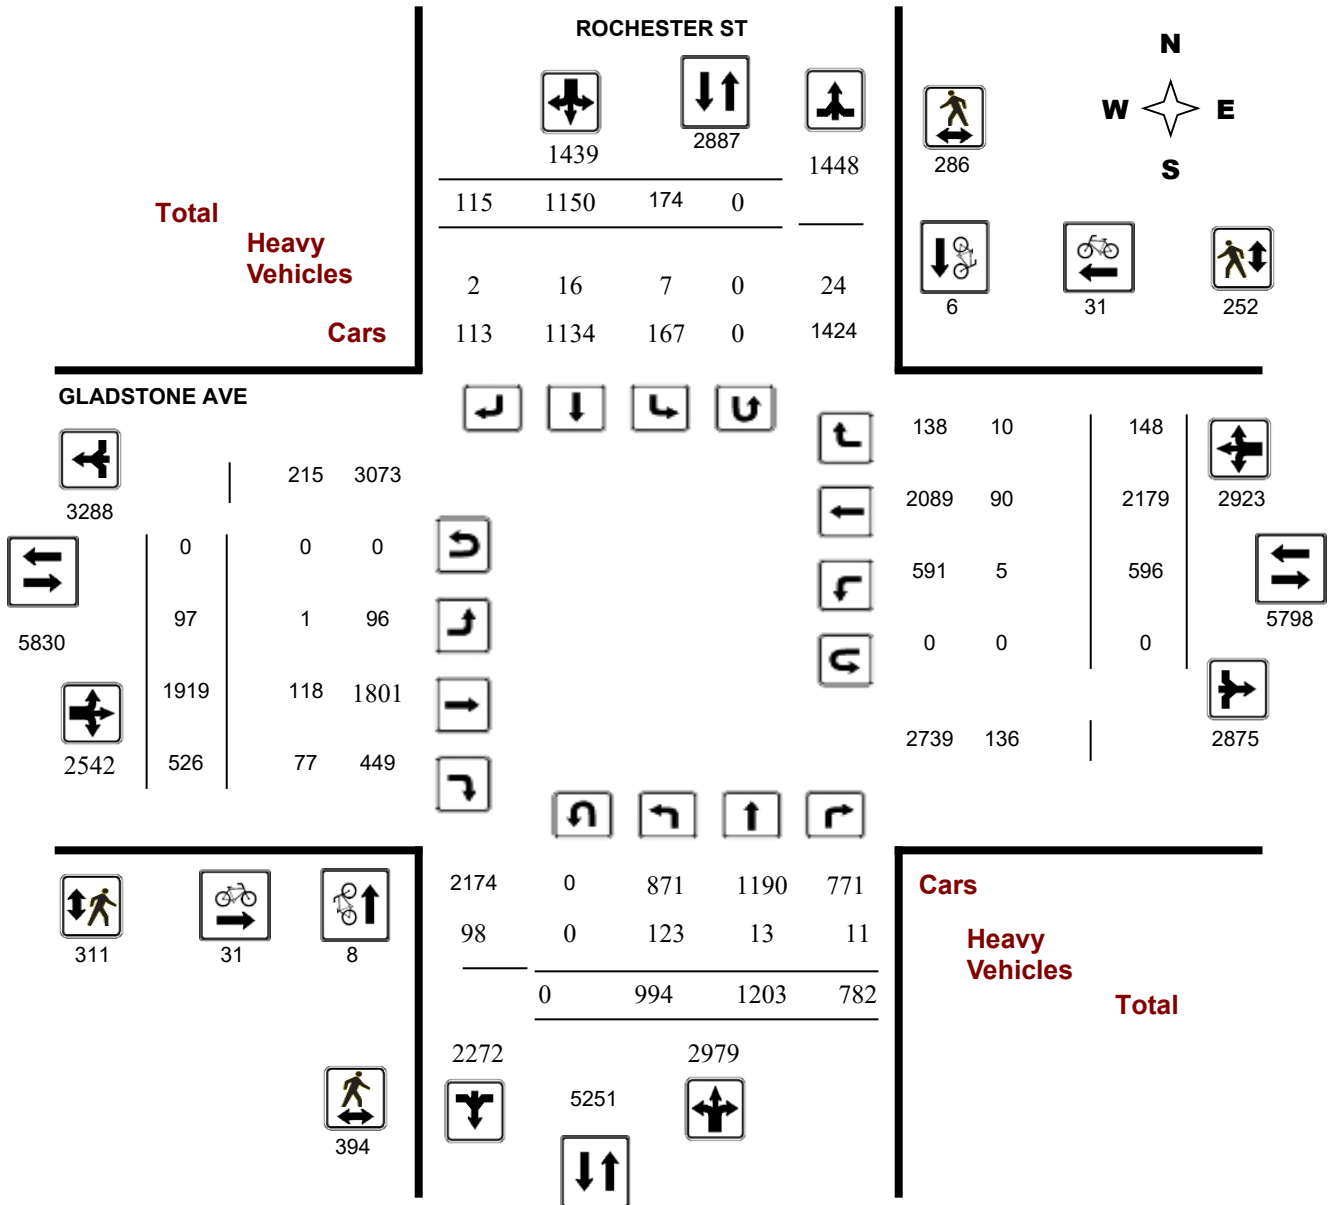 ROCHESTER ST
N
W E
S
1439 2887 1448 286
115 1150 174 0
Total
Heavy
Vehicles
2 16 7 0 24
6 31 252
Cars
113 1134 167 0 1424
GLADSTONE AVE
138 10 148
215 3073
3288
2089 90 2179 2923
0 0 0
591 5 596
5798
97 1 96
5830
0 0 0
1919 118 1801
2739 136 2875
2542 526 77 449
2174 0 871 1190 771 Cars
98 0 123 13 11 Heavy
Vehicles
311 31 8
0 994 1203 782 Total
2272 2979
5251
394